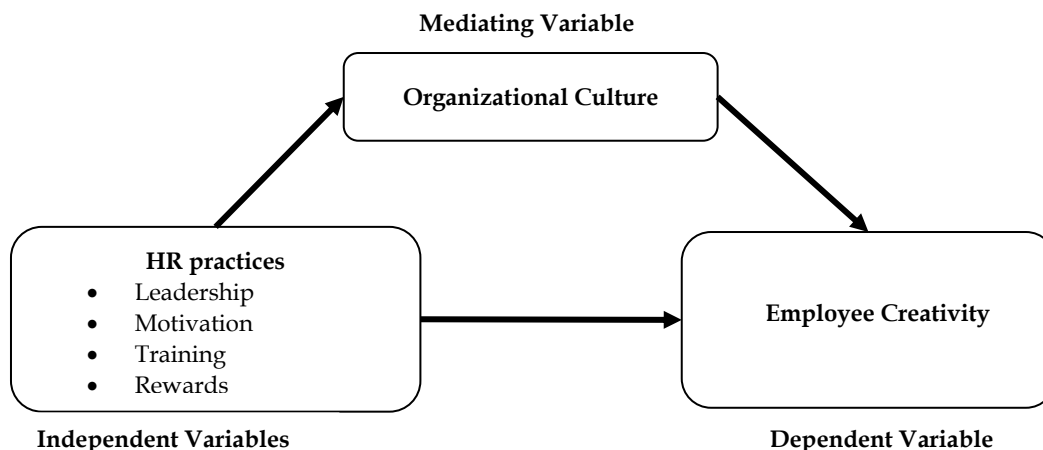 Mediating Variable
Organizational Culture
HR practices
• Leadership
• Motivation
• Training
• Rewards
Employee Creativity
Independent Variables
Dependent Variable